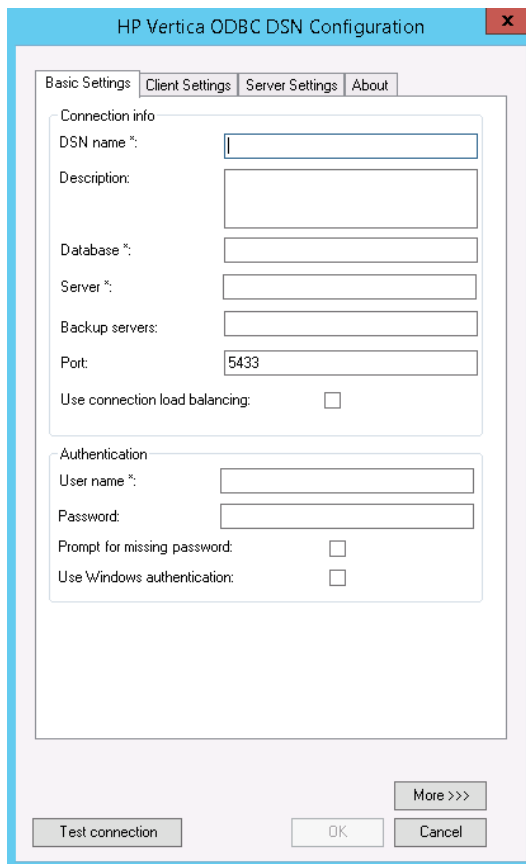 HP Vertica ODBC DSN Configuration
x
Basic Settings Client Settings Server Settings About
Connection info
DSN name *:
Description:
Database *:
Server *:
Backup servers:
Port: 5433
Use connection load balancing:
Authentication
User name *:
Password:
Prompt for missing password:
Use Windows authentication:
More >>>
Test connection OK Cancel